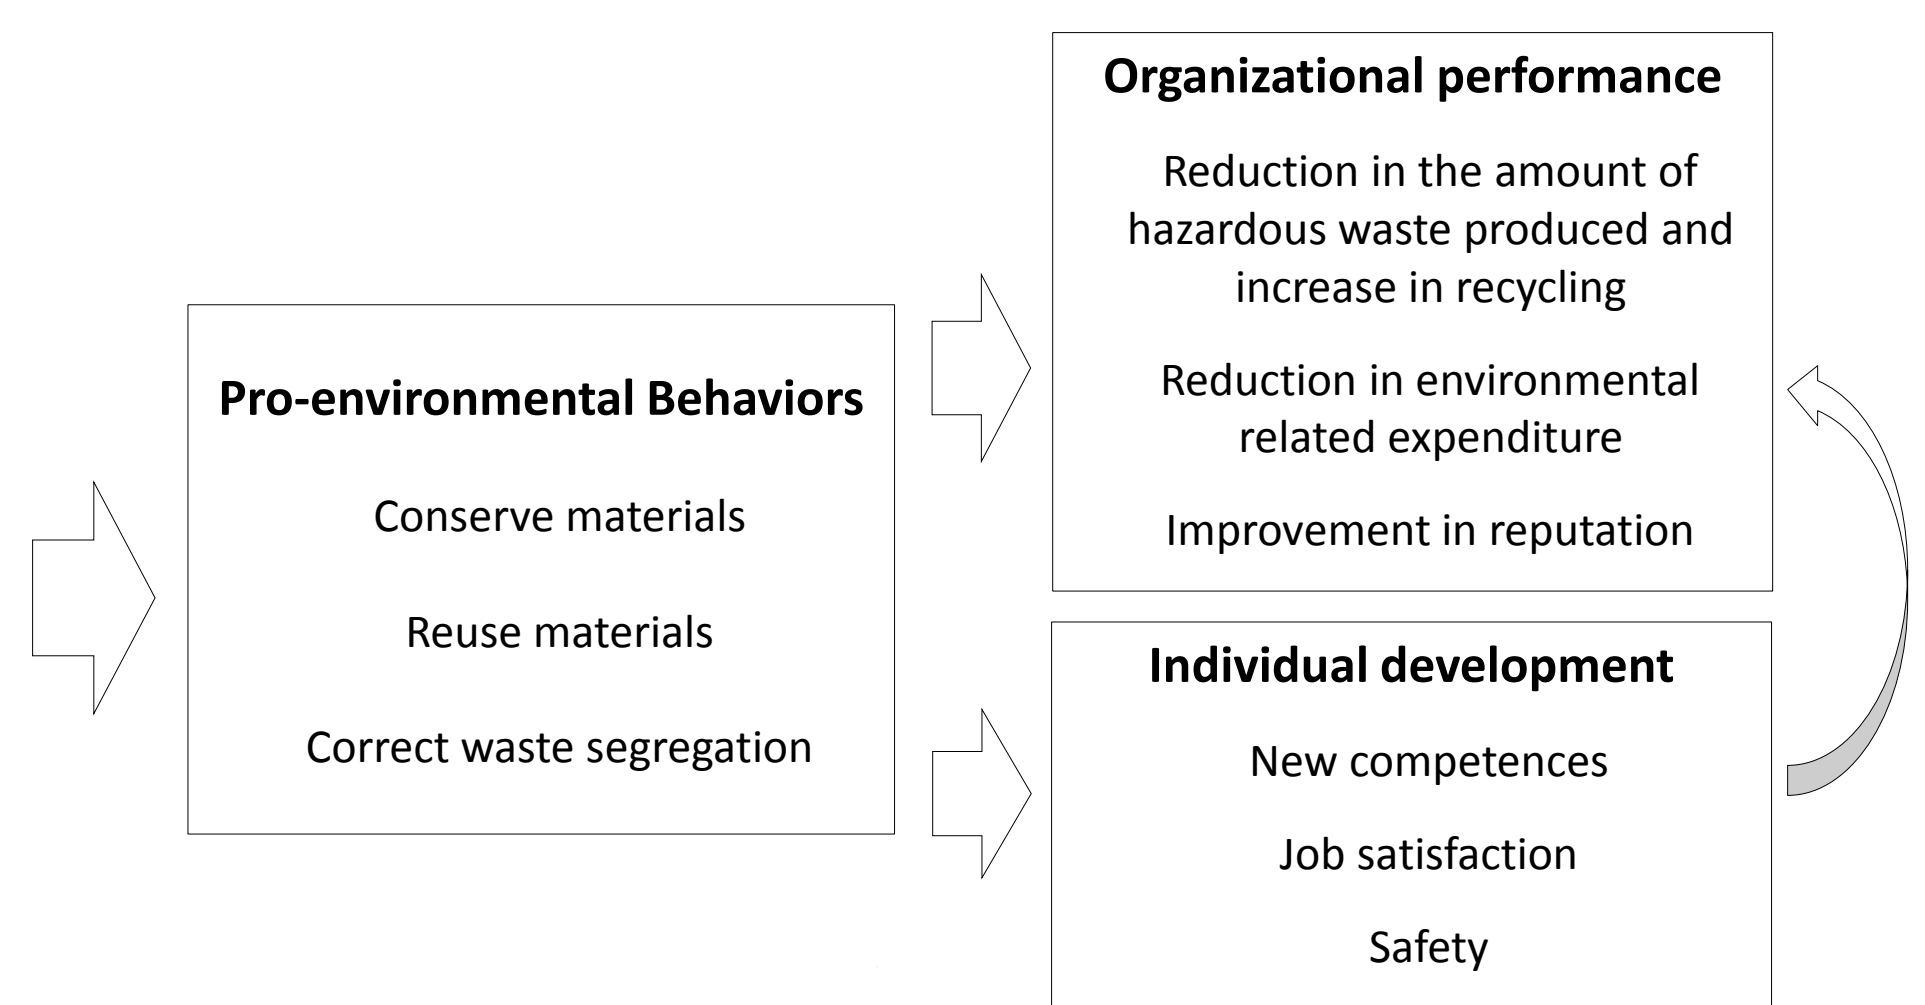 Pro-environmental Behaviors
Conserve materials
Reuse materials
Correct waste segregation
Organizational performance
Reduction in the amount of
hazardous waste produced and
increase in recycling
Reduction in environmental
related expenditure
Improvement in reputation
Individual development
New competences
Job satisfaction
Safety